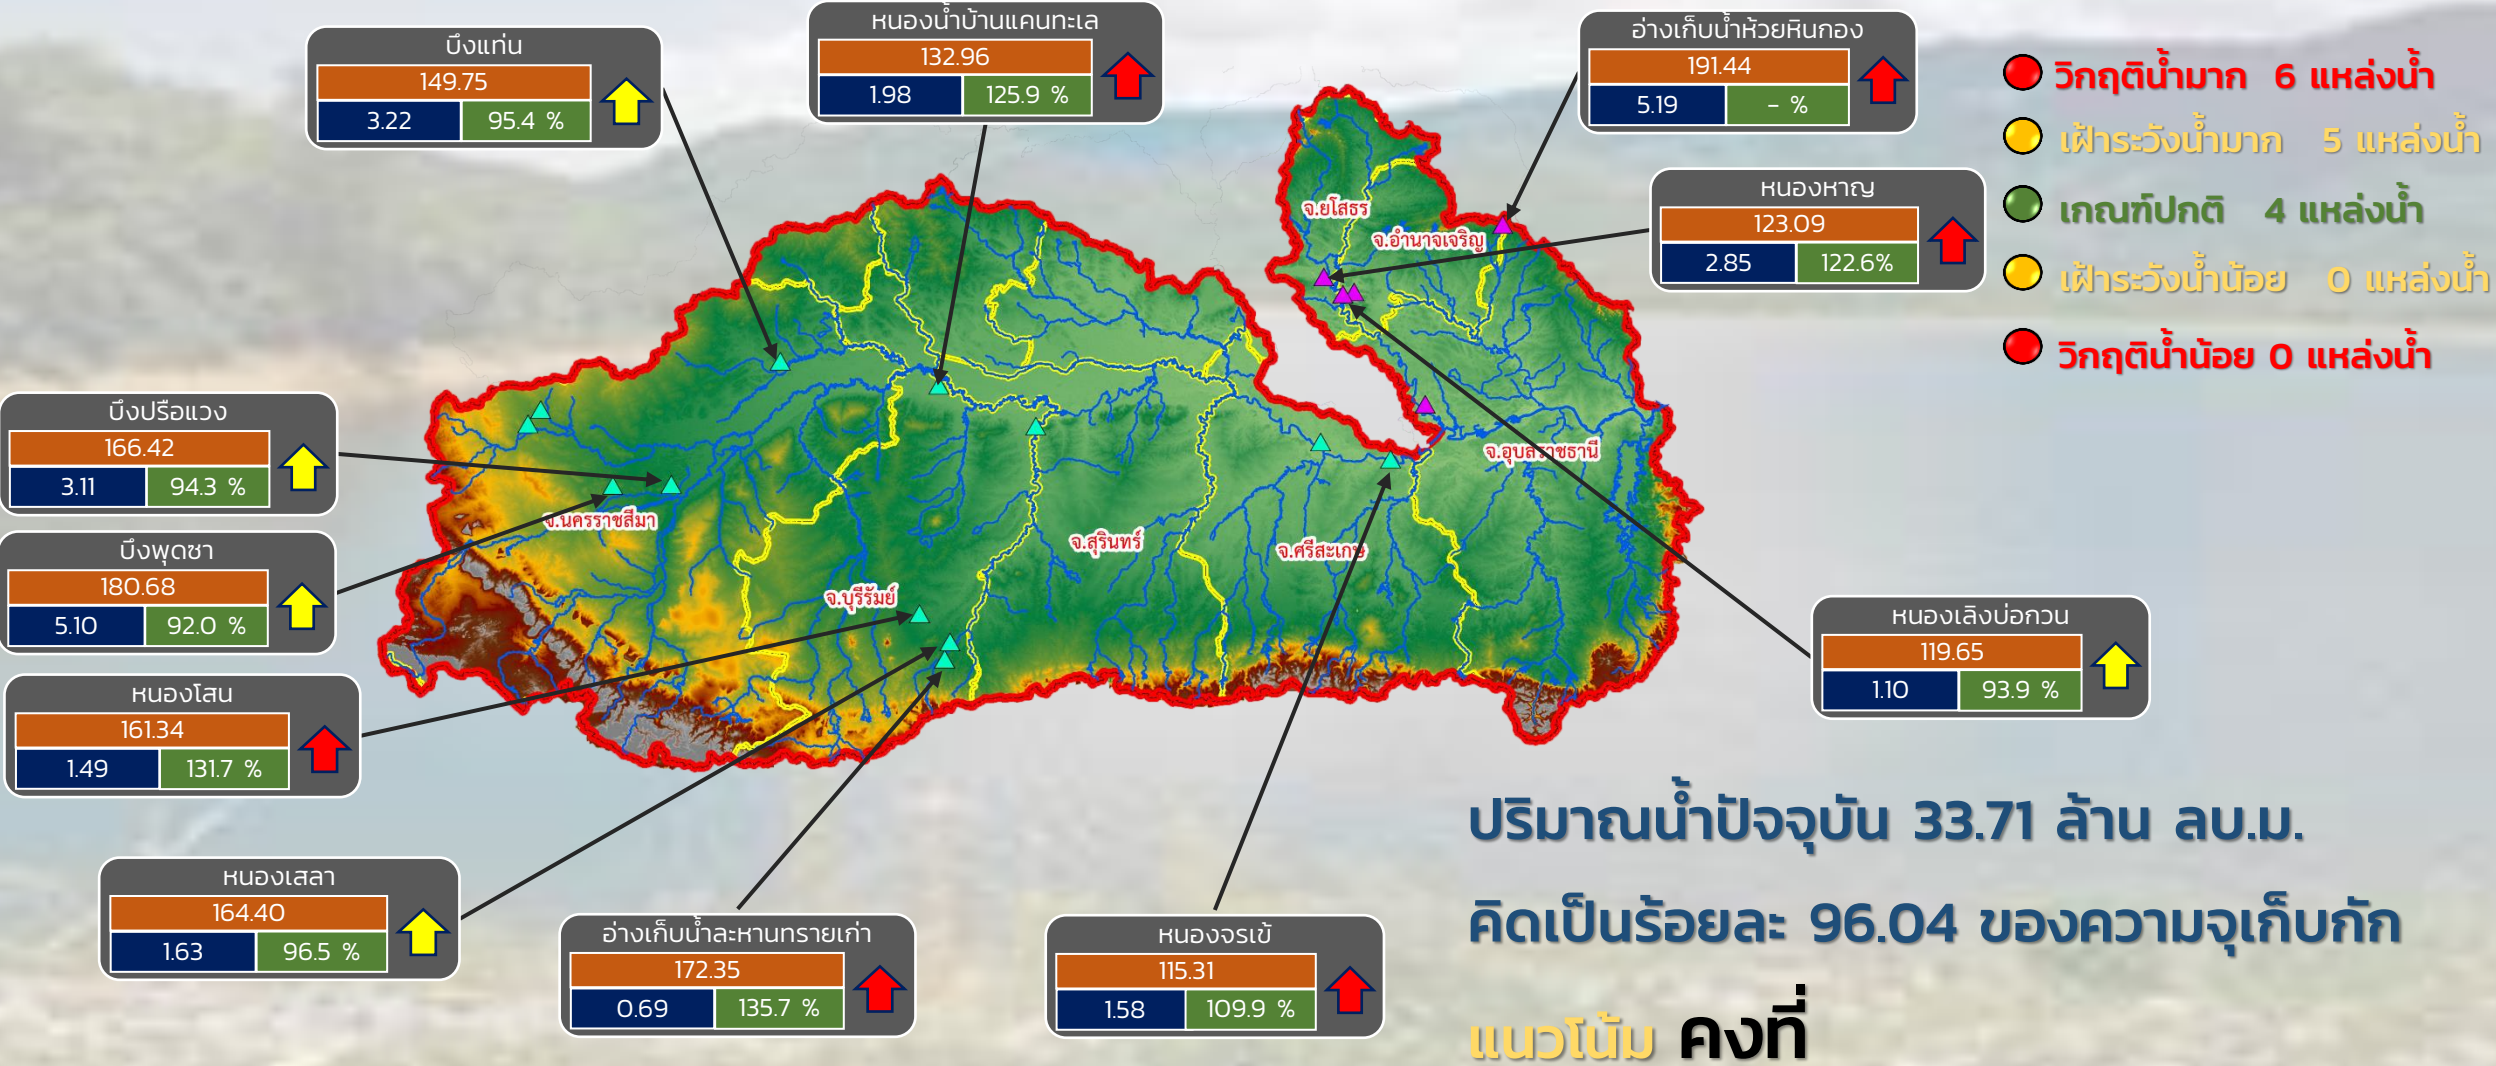 บึงแท่น
149.75
3.22 95.4 %
หนองน้ำบ้านแคนทะเล
132.96
1.98 125.9 %
อ่างเก็บน้ำห้วยหินกอง
191.44
5.19 - %
หนองหาญ
123.09
2.85 122.6%
วิกฤติน้ำมาก 6 แหล่งน้ำ
เฝ้าระวังน้ำมาก 5 แหล่งน้ำ
เกณฑ์ปกติ 4 แหล่งน้ำ
เฝ้าระวังน้ำน้อย 0 แหล่งน้ำ
วิกฤติน้ำน้อย 0 แหล่งน้ำ
จ.ยโสธร
จ.อำนาจเจริญ
จ.อุบลราชธานี
จ.นครราชสีมา
จ.สุรินทร์
จ.ศรีสะเกษ
จ.บุรีรัมย์
บึงปรือแวง
166.42
3.11 94.3 %
บึงพุดซา
180.68
5.10 92.0 %
หนองโสน
161.34
1.49 131.7 %
หนองเสลา
164.40
1.63 96.5 %
อ่างเก็บน้ำละหานทรายเก่า
172.35
0.69 135.7 %
หนองจรเข้
115.31
1.58 109.9 %
หนองเลิงบ่อกวน
119.65
1.10 93.9 %
ปริมาณน้ำปัจจุบัน 33.71 ล้าน ลบ.ม.
คิดเป็นร้อยละ 96.04 ของความจุเก็บกัก
แนวโน้ม คงที่